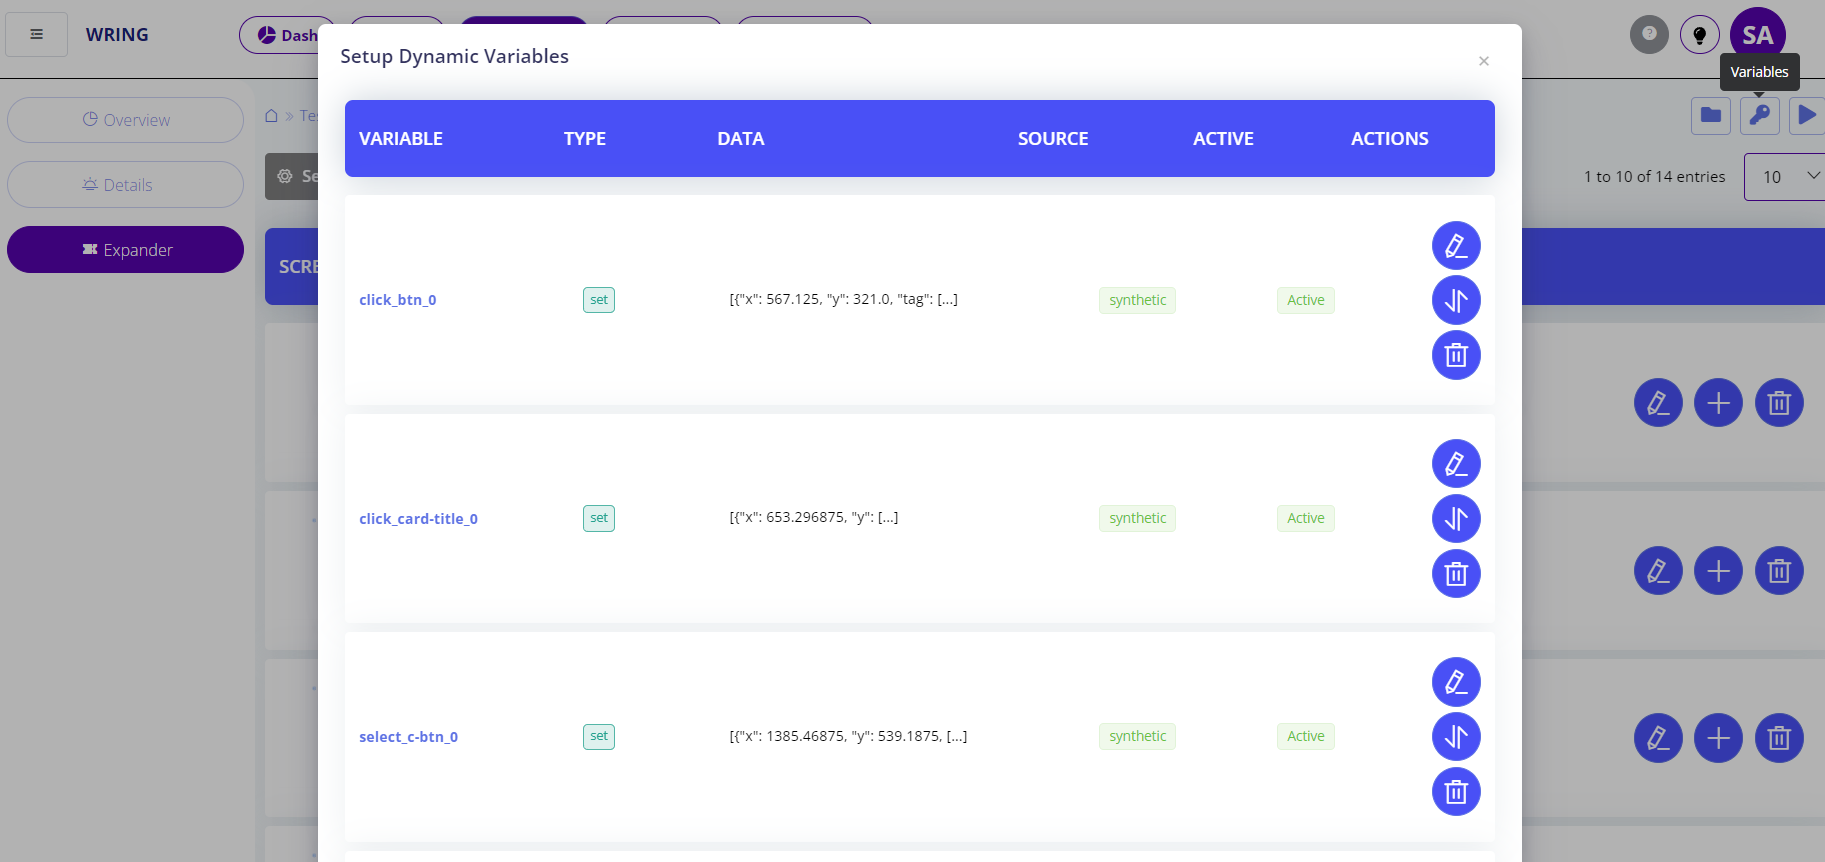 WRING
Dash
SA
Variables
Setup Dynamic Variables
×
Overview
Details
Expander
1 to 10 of 14 entries
10
VARIABLE TYPE DATA SOURCE ACTIVE ACTIONS
click_btn_0 set [{"x": 567.125, "y": 321.0, "tag": [...] synthetic Active
click_card-title_0 set [{"x": 653.296875, "y": [...] synthetic Active
select_c-btn_0 set [{"x": 1385.46875, "y": 539.1875, [...] synthetic Active